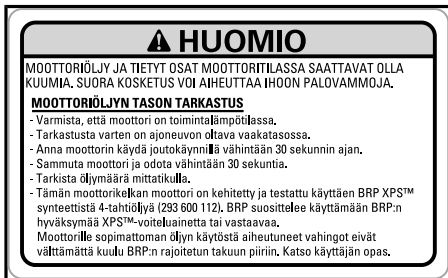 ⚠ HUOMIO
MOOTTORIÖLJY JA TIETYT OSAT MOOTTORITILASSA SAATTAVAT OLLA
KUUMIA. SUORA KOSKETUS VOI AIHEUTTAA IHOON PALOVAMMOJA.
MOOTTORIÖLJYN TASON TARKASTUS
- Varmista, että moottori on toimintalämpötilassa.
- Tarkastusta varten on ajoneuvon oltava vaakatasossa.
- Anna moottorin käydä joutokäynnillä vähintään 30 sekunnin ajan.
- Sammuta moottori ja odota vähintään 30 sekuntia.
- Tarkista öljymäärä mittatikulla.
- Tämän moottorikelkan moottori on kehitetty ja testattu käyttäen BRP XPS™
synteettistä 4-tahtiöljyä (293 600 112). BRP suosittelee käyttämään BRP:n
hyväksymää XPS™-voiteluainetta tai vastaavaa.
Moottorille sopimattoman öljyn käytöstä aiheutuneet vahingot eivät
välttämättä kuulu BRP:n rajoitetun takuun piiriin. Katso käyttäjän opas.